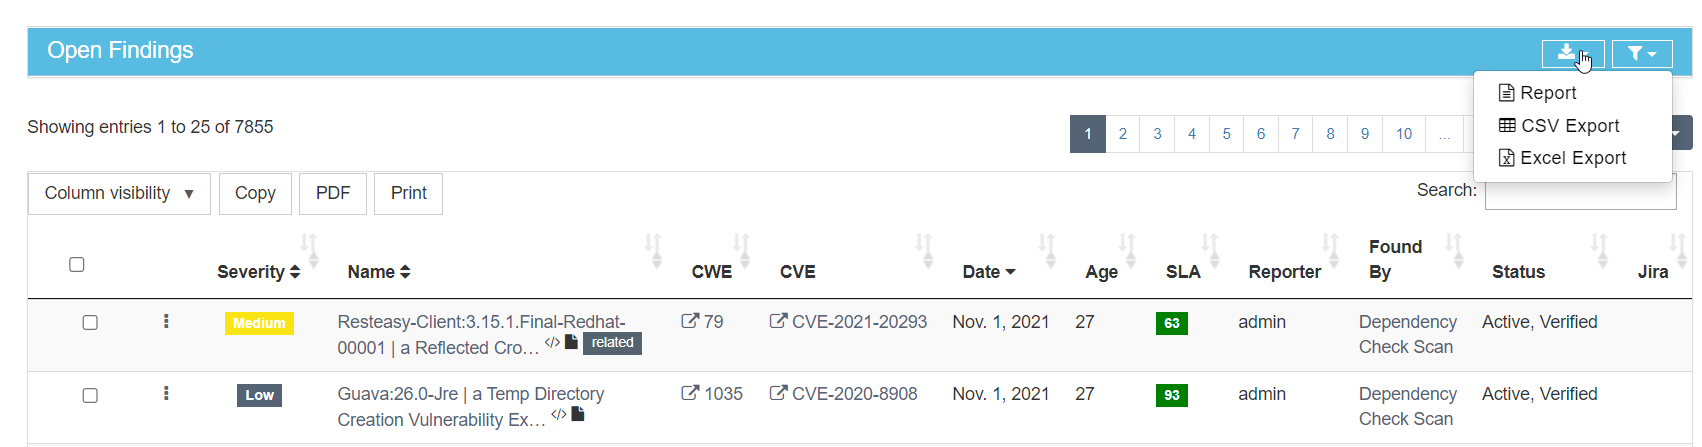 Open Findings
Report
CSV Export
Excel Export
Showing entries 1 to 25 of 7855
1 2 3 4 5 6 7 8 9 10 ...
Column visibility ▼ Copy PDF Print
Search:
Severity Name CWE CVE Date Age SLA Reporter Found By Status Jira
Medium Resteasy-Client:3.15.1.Final-Redhat- 79 CVE-2021-20293 Nov. 1, 2021 27 63 admin Dependency Active, Verified
00001 | a Reflected Cro... </> related Check Scan
Low Guava:26.0-Jre | a Temp Directory 1035 CVE-2020-8908 Nov. 1, 2021 27 93 admin Dependency Active, Verified
Creation Vulnerability Ex... </> Check Scan